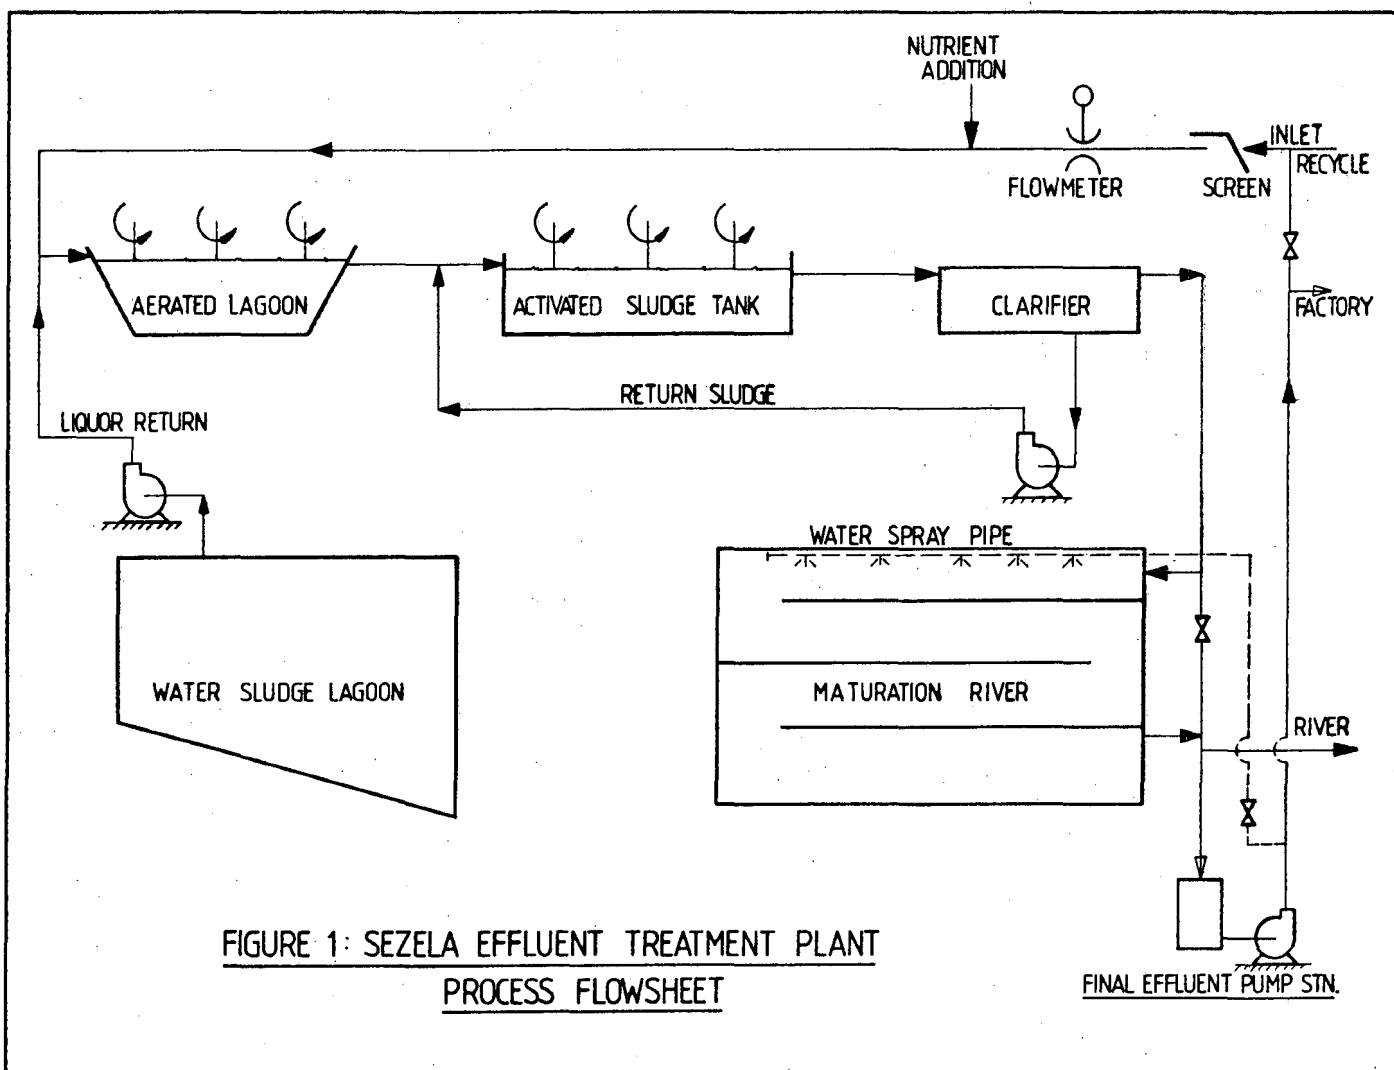 NUTRIENT
ADDITION
INLET
RECYCLE
FLOWMETER
SCREEN
AERATED LAGOON
ACTIVATED SLUDGE TANK
CLARIFIER
FACTORY
RETURN SLUDGE
LIQUOR RETURN
WATER SPRAY PIPE
WATER SLUDGE LAGOON
MATURATION RIVER
RIVER
FIGURE 1: SEZELA EFFLUENT TREATMENT PLANT
PROCESS FLOWSHEET
FINAL EFFLUENT PUMP STN.